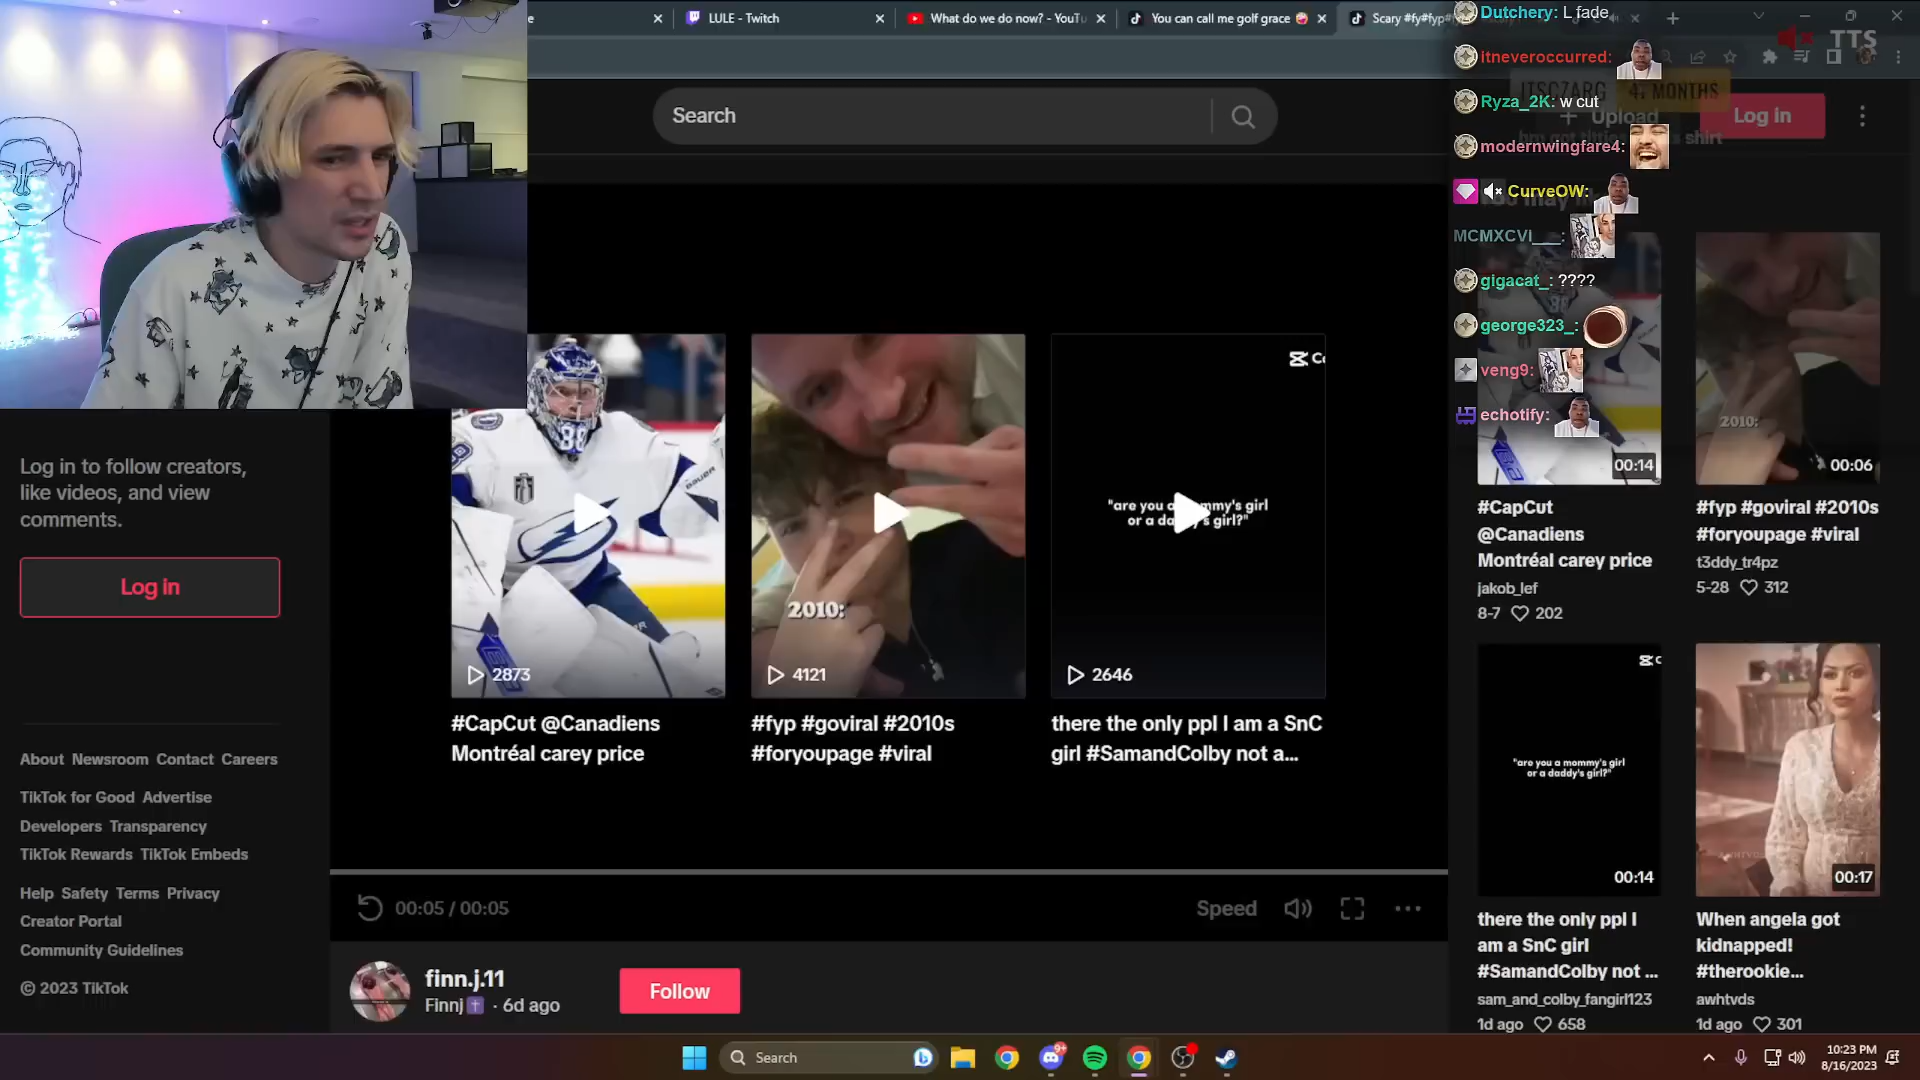 e
LULE - Twitch
What do we do now? - YouTu
You can call me golf grace
Scary #fy#fyp#
TTS
Search
Upload
Log in
4 MONTHS
shirt
Dutchery: L fade
Itneveroccurred:
Ryza_2K: w cut
modernwingfare4:
CurveOW:
MCMXCVI___:
gigacat_: ????
george323_:
veng9:
echotify:
Log in to follow creators,
like videos, and view
comments.
Log in
About Newsroom Contact Careers
TikTok for Good Advertise
Developers Transparency
TikTok Rewards TikTok Embeds
Help Safety Terms Privacy
Creator Portal
Community Guidelines
© 2023 TikTok
88
2873
#CapCut @Canadiens
Montréal carey price
2010:
4121
#fyp #goviral #2010s
#foryoupage #viral
"are you a mommy's girl
or a daddy's girl?"
2646
there the only ppl I am a SnC
girl #SamandColby not a...
00:05 / 00:05
Speed
finn.j.11
Finnj · 6d ago
Follow
00:14
#CapCut
@Canadiens
Montréal carey price
jakob_lef
8-7 202
2010:
00:06
#fyp #goviral #2010s
#foryoupage #viral
t3ddy_tr4pz
5-28 312
"are you a mommy's girl
or a daddy's girl?"
00:14
there the only ppl I
am a SnC girl
#SamandColby not ...
sam_and_colby_fangirl123
1d ago 658
00:17
When angela got
kidnapped!
#therookie...
awhtvds
1d ago 301
Search
9+
10:23 PM
8/16/2023